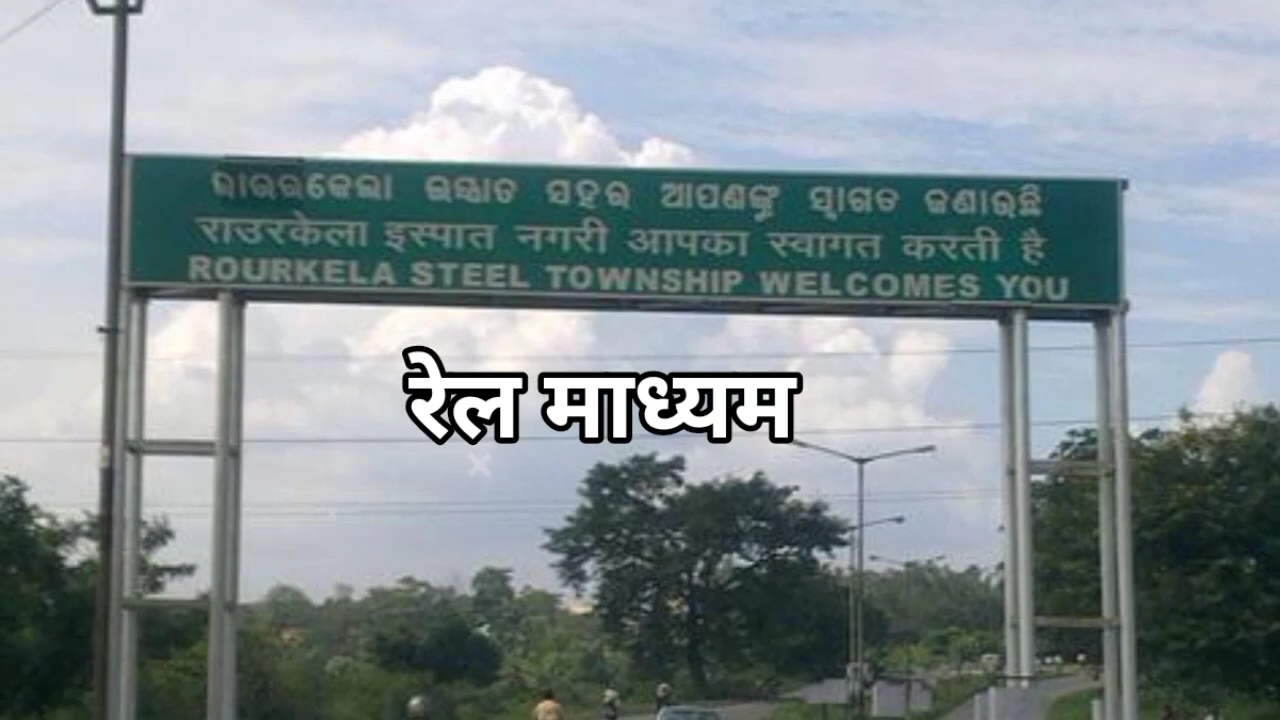 ରାଉରକେଲା ଇସ୍ପାତ ସହର ଆପଣଙ୍କୁ ସ୍ୱାଗତ ଜଣାଉଛି
राउरकेला इस्पात नगरी आपका स्वागत करती है
ROURKELA STEEL TOWNSHIP WELCOMES YOU
रेल माध्यम